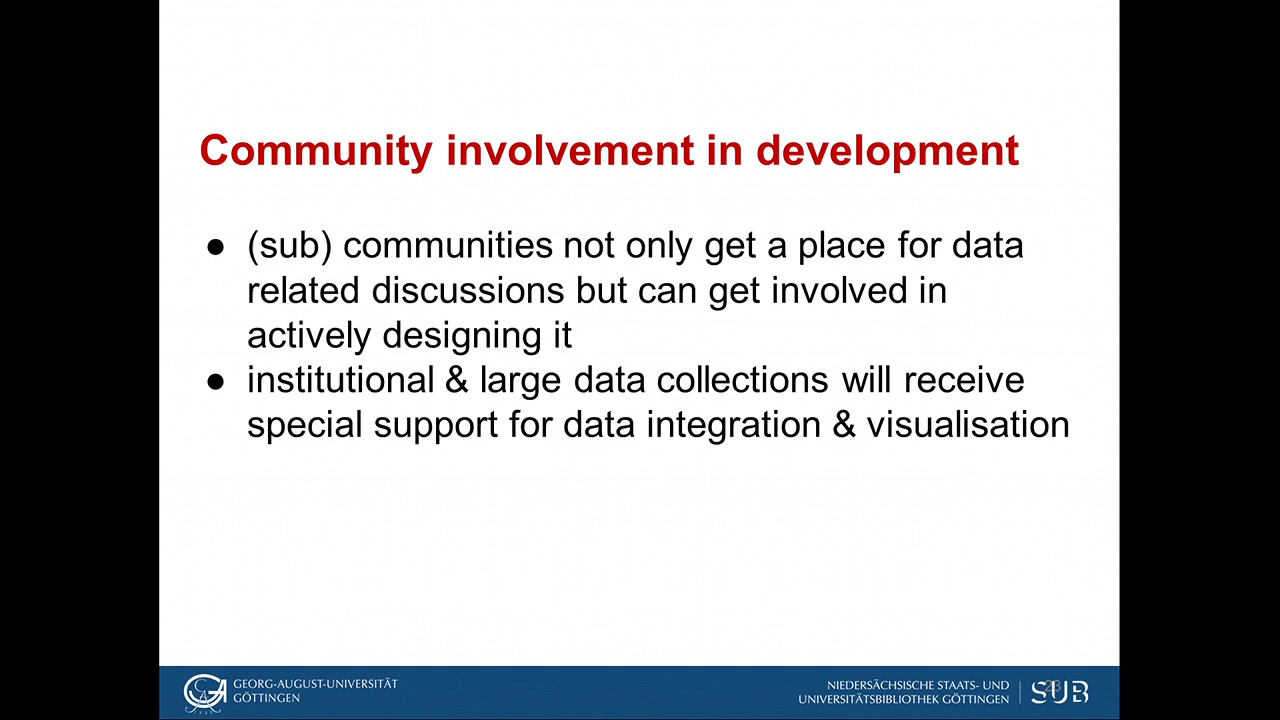 Community involvement in development
● (sub) communities not only get a place for data
related discussions but can get involved in
actively designing it
● institutional & large data collections will receive
special support for data integration & visualisation
GEORG-AUGUST-UNIVERSITÄT
GÖTTINGEN
NIEDERSÄCHSISCHE STAATS- UND
UNIVERSITÄTSBIBLIOTHEK GÖTTINGEN
SUB